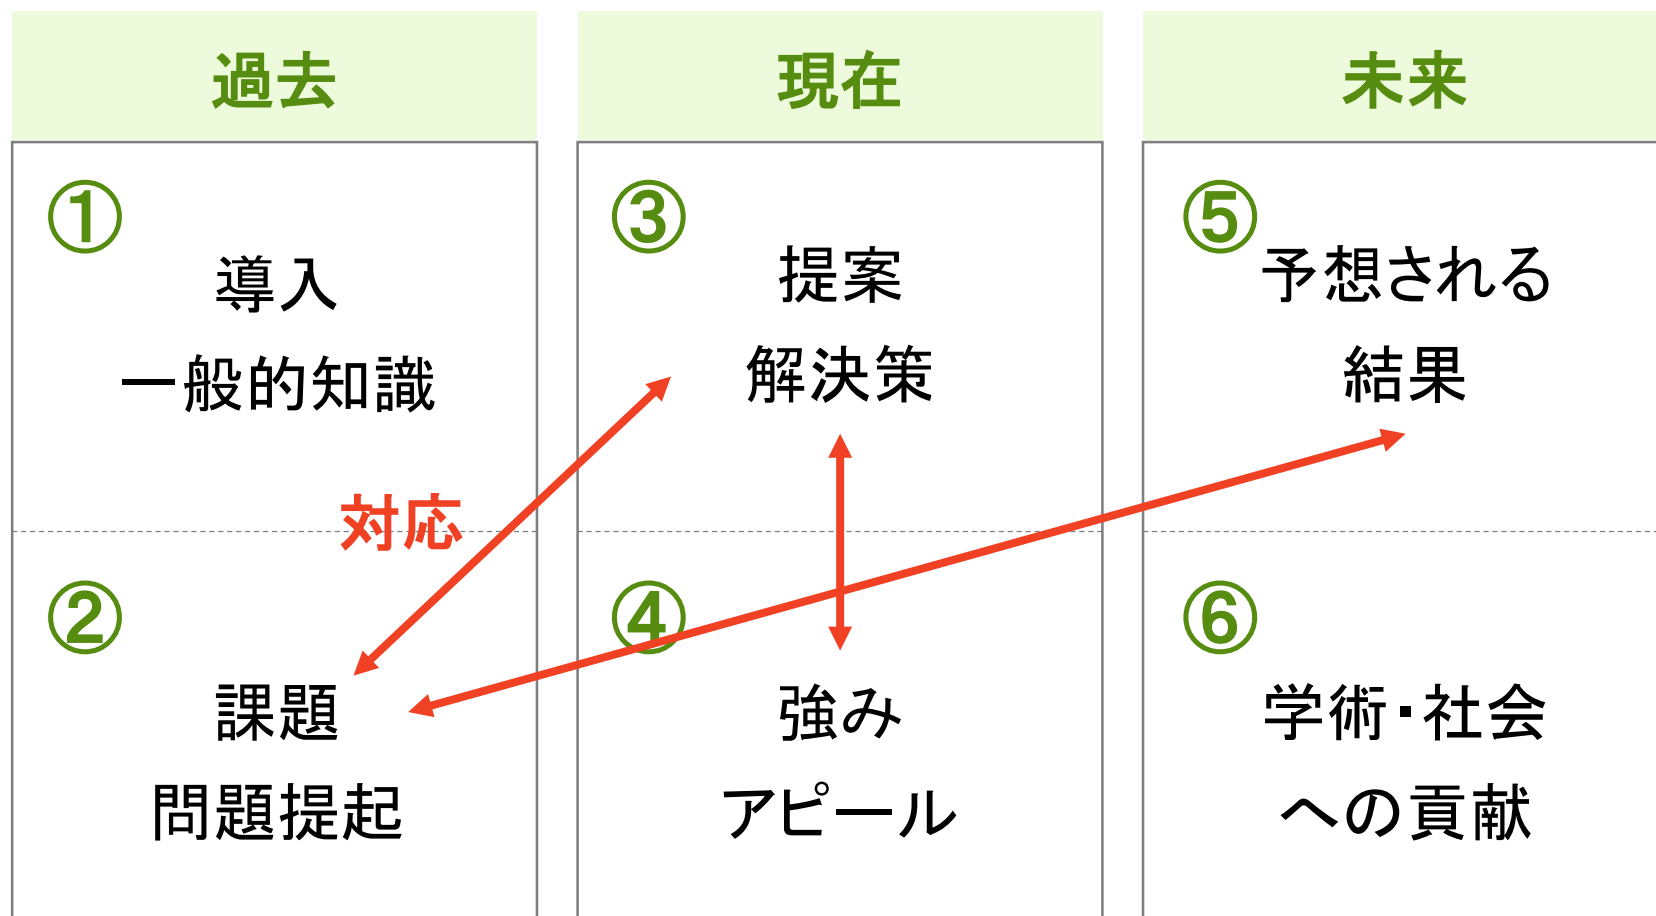 過去
①
導入
一般的知識
対応
②
課題
問題提起
現在
③
提案
解決策
④
強み
アピール
未来
⑤
予想される
結果
⑥
学術・社会
への貢献